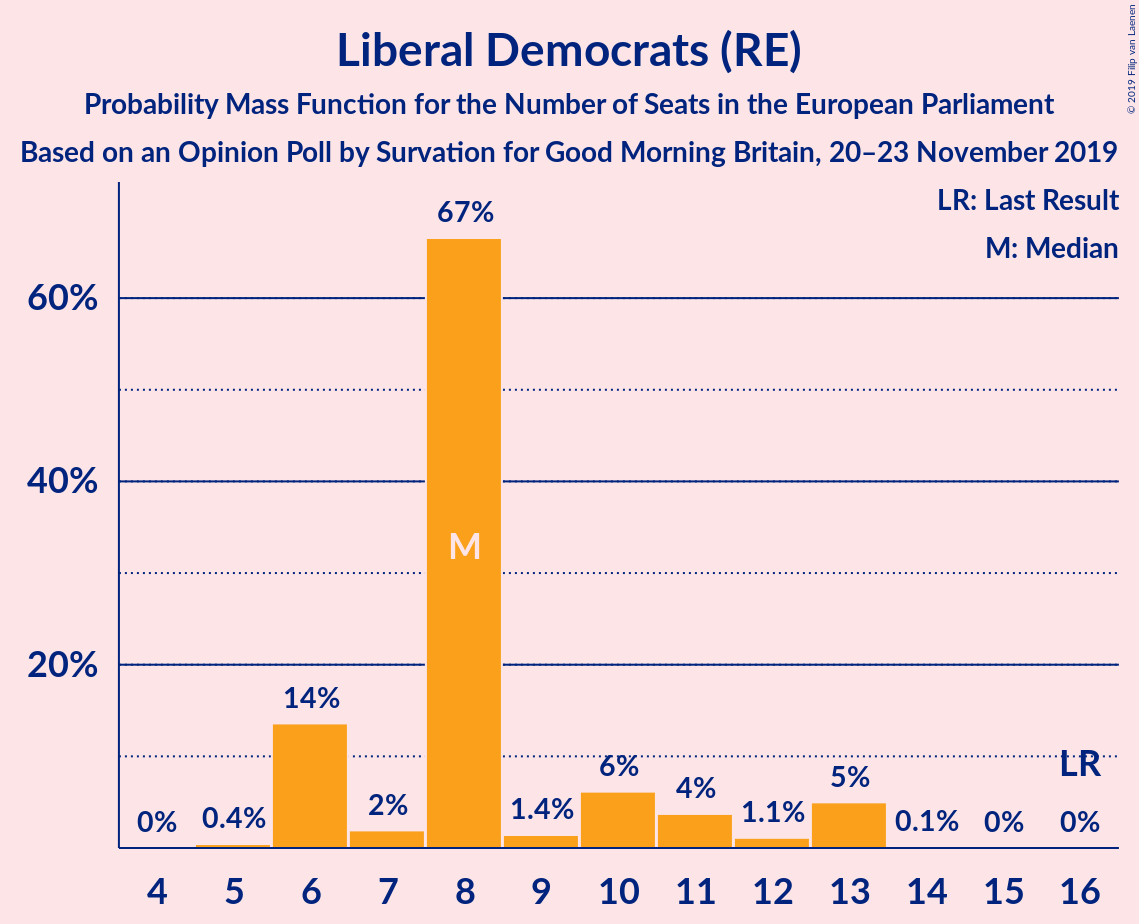 Liberal Democrats (RE)
Probability Mass Function for the Number of Seats in the European Parliament
Based on an Opinion Poll by Survation for Good Morning Britain, 20–23 November 2019
© 2019 Filip van Laenen
LR: Last Result
M: Median
60%
40%
20%
0%
0.4%
14%
2%
67%
M
1.4%
6%
4%
1.1%
5%
0.1%
0%
LR
0%
4 5 6 7 8 9 10 11 12 13 14 15 16